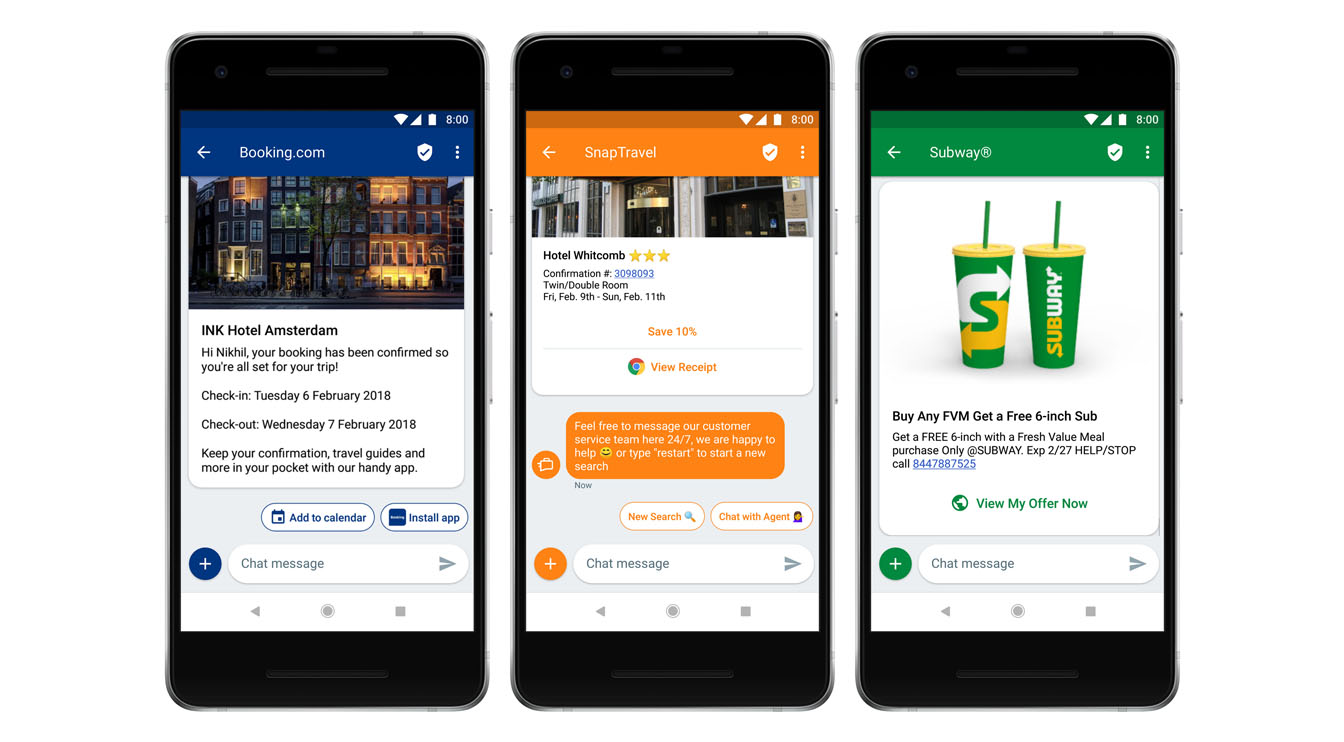 8:00
Booking.com
INK Hotel Amsterdam
Hi Nikhil, your booking has been confirmed so
you're all set for your trip!
Check-in: Tuesday 6 February 2018
Check-out: Wednesday 7 February 2018
Keep your confirmation, travel guides and
more in your pocket with our handy app.
Add to calendar
Booking
Install app
Chat message
8:00
SnapTravel
Hotel Whitcomb ⭐⭐⭐
Confirmation #: 3098093
Twin/Double Room
Fri, Feb. 9th - Sun, Feb. 11th
Save 10%
View Receipt
Feel free to message our customer
service team here 24/7, we are happy to
help 😄 or type "restart" to start a new
search
Now
New Search 🔍
Chat with Agent 💁‍♀️
Chat message
8:00
Subway®
S
SUBWAY
Buy Any FVM Get a Free 6-inch Sub
Get a FREE 6-inch with a Fresh Value Meal
purchase Only @SUBWAY. Exp 2/27 HELP/STOP
call 8447887525
View My Offer Now
Chat message